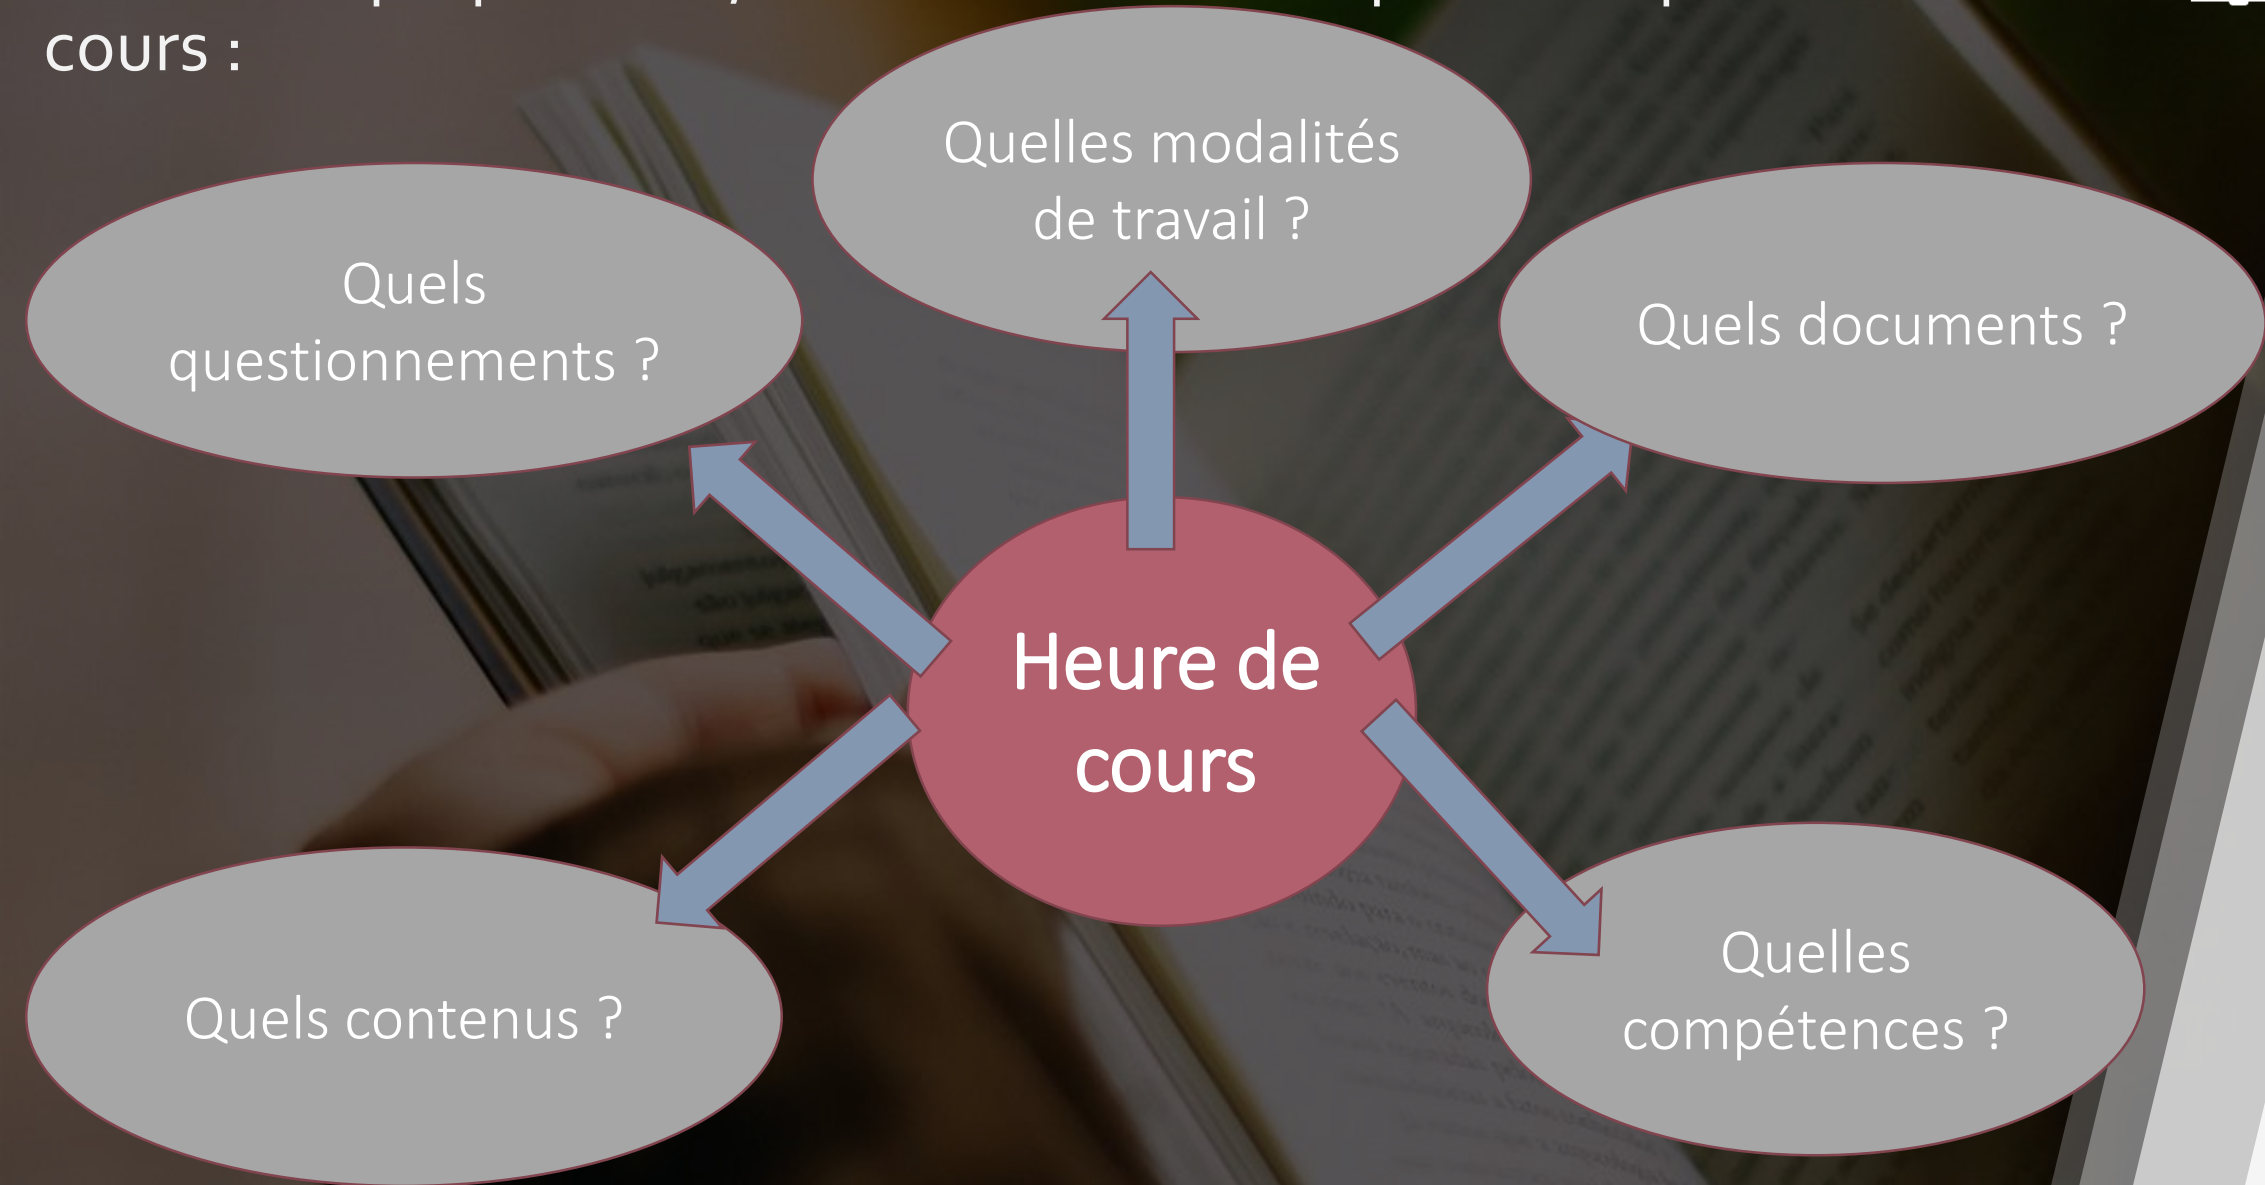 cours :
Quelles modalités
de travail ?
Quels
questionnements ?
Quels documents ?
Heure de
cours
Quels contenus ?
Quelles
compétences ?